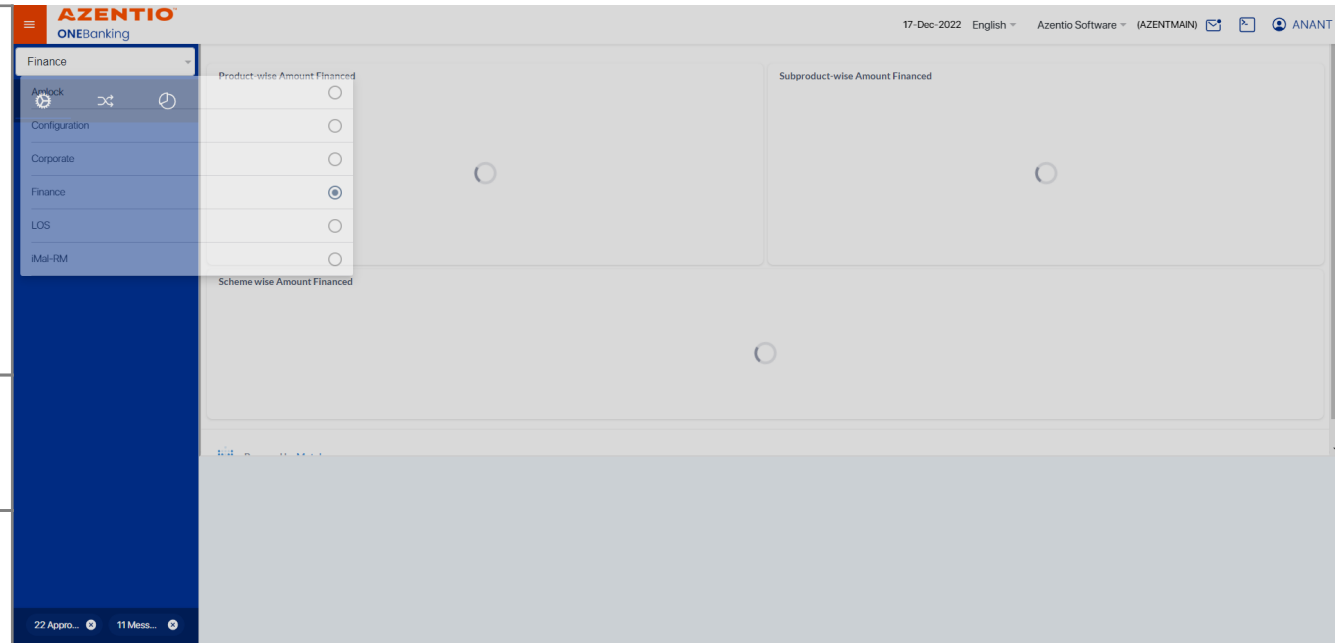 AZENTIO
ONEBanking
17-Dec-2022 English Azentio Software (AZENTMAIN) ANANT
Finance
Product-wise Amount Financed
Subproduct-wise Amount Financed
Amlock
Configuration
Corporate
Finance
LOS
iMal-RM
Scheme wise Amount Financed
22 Appro...
11 Mess...